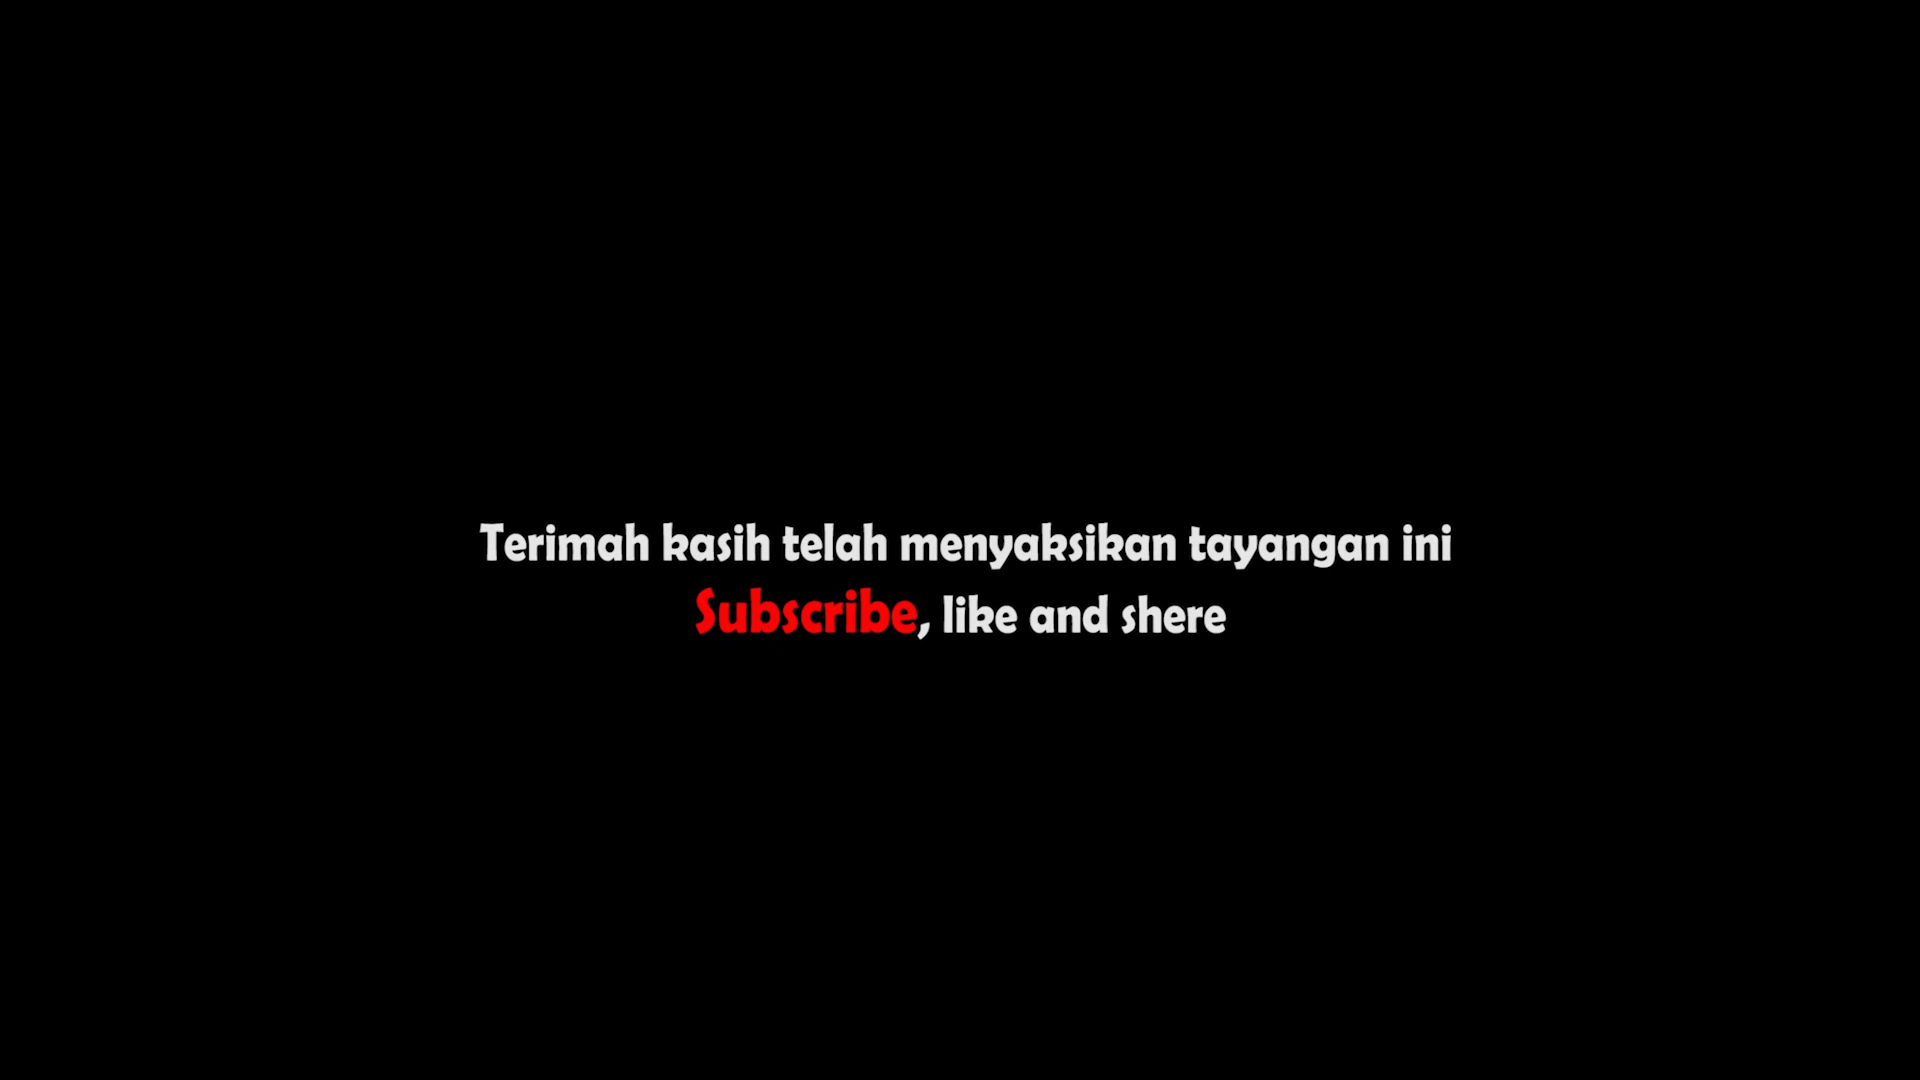 Terimah kasih telah menyaksikan tayangan ini
Subscribe, like and shere